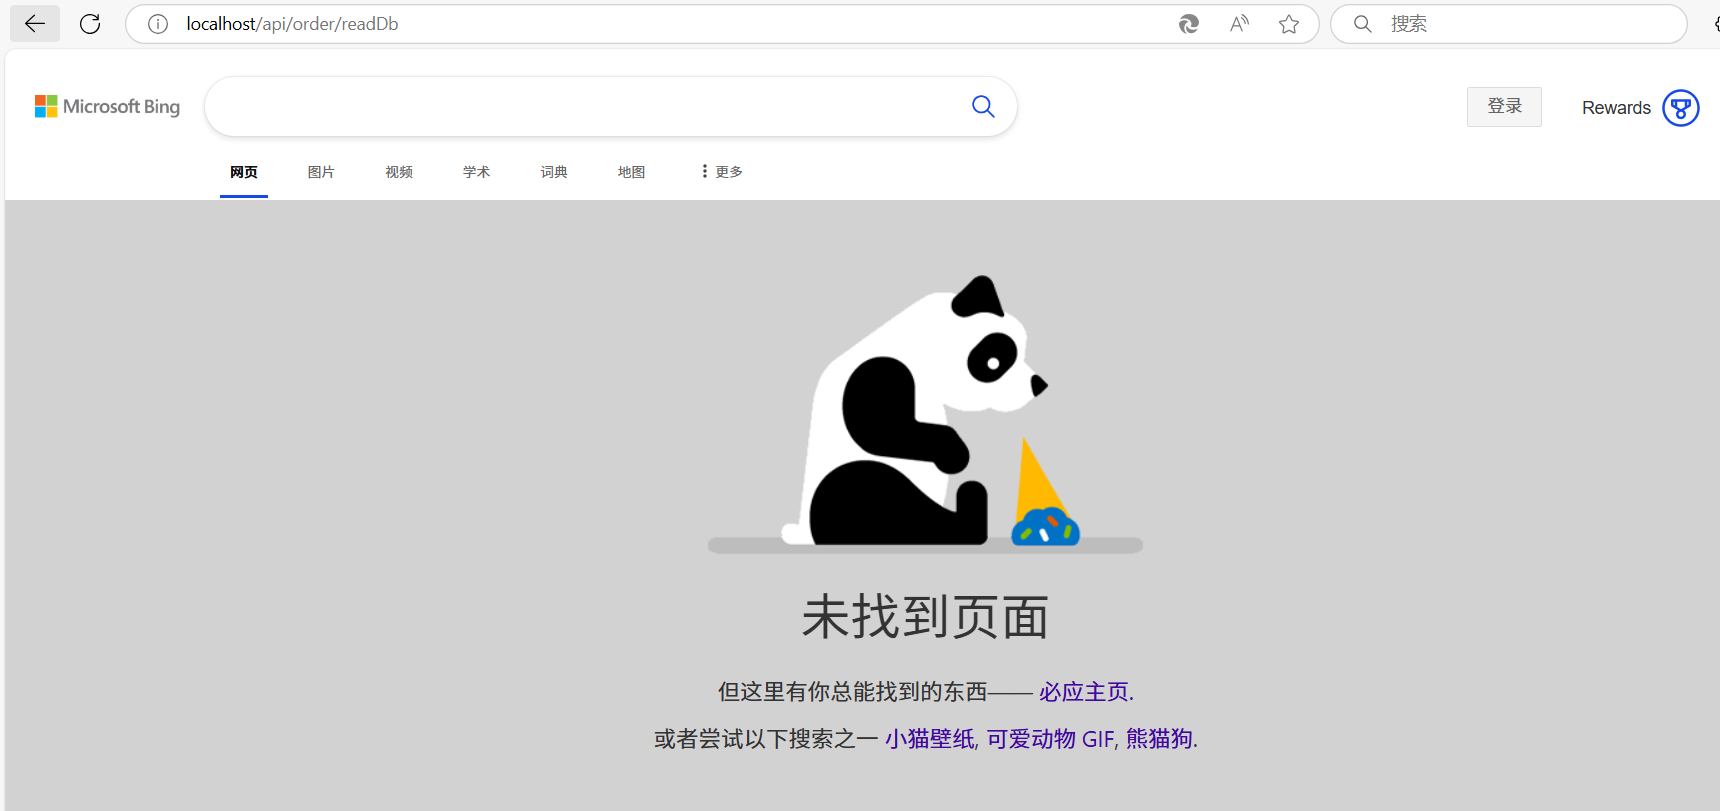 localhost/api/order/readDb
搜索
Microsoft Bing
登录
Rewards
网页
图片
视频
学术
词典
地图
更多
未找到页面
但这里有你总能找到的东西—— 必应主页.
或者尝试以下搜索之一 小猫壁纸, 可爱动物 GIF, 熊猫狗.